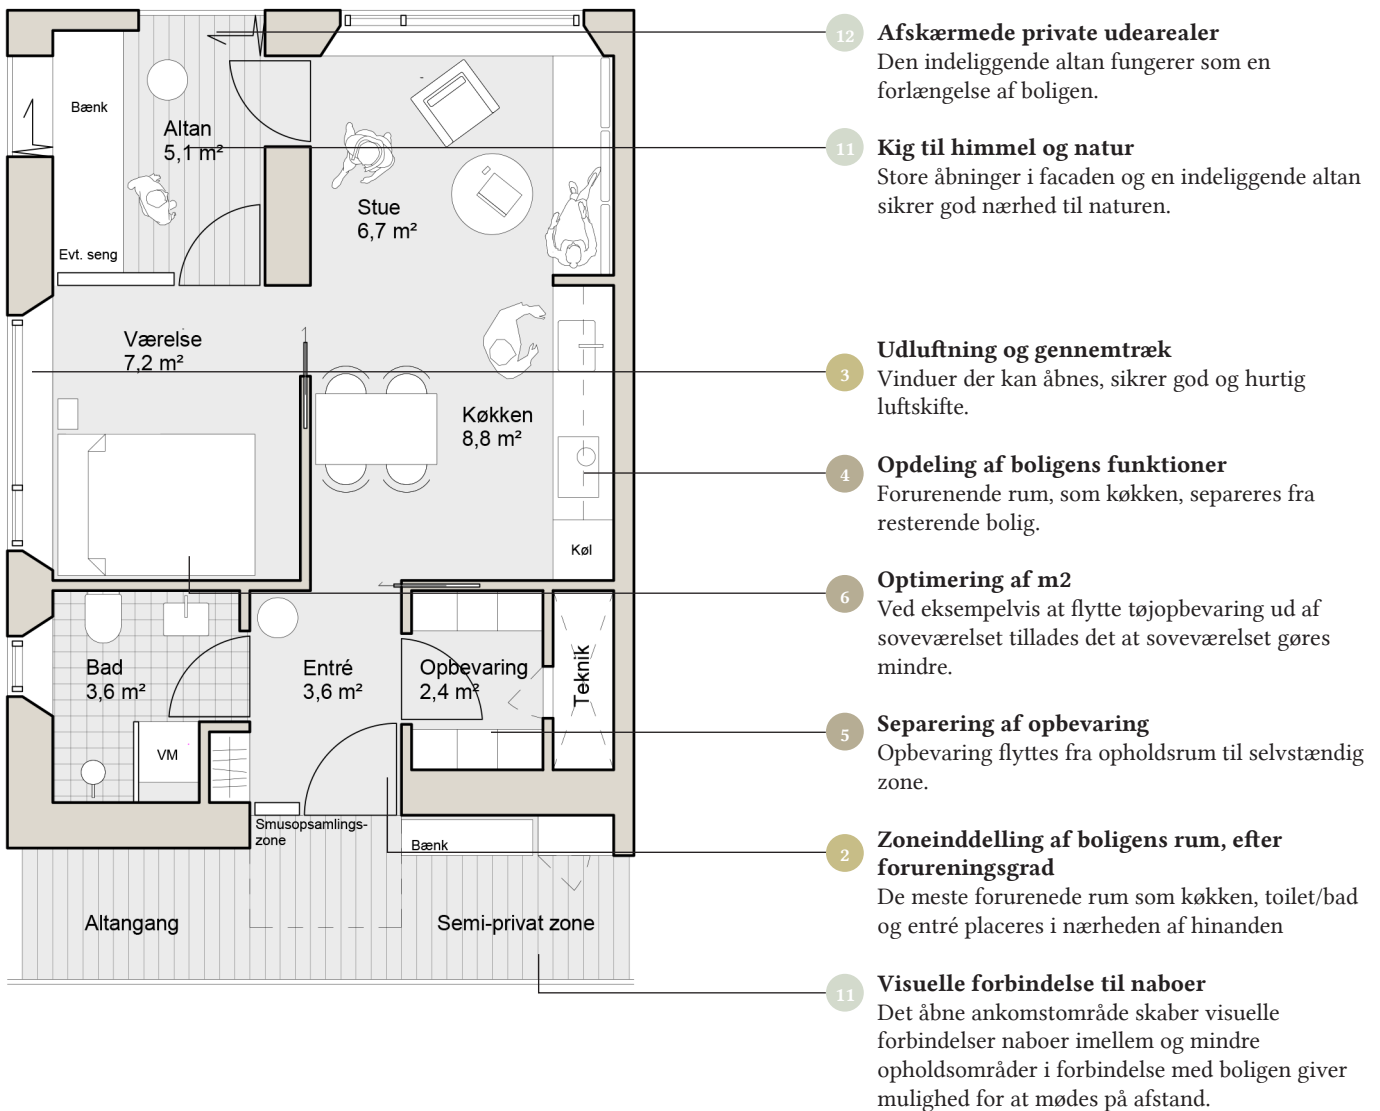 Bænk
Altan
5,1 m²
Evt. seng
Stue
6,7 m²
Værelse
7,2 m²
Køkken
8,8 m²
Køl
Bad
3,6 m²
VM
Entré
3,6 m²
Opbevaring
2,4 m²
Teknik
Smusopsamlings-
zone
Bænk
Altangang
Semi-privat zone
12
Afskærmede private udearealer
Den indeliggende altan fungerer som en
forlængelse af boligen.
11
Kig til himmel og natur
Store åbninger i facaden og en indeliggende altan
sikrer god nærhed til naturen.
3
Udluftning og gennemtræk
Vinduer der kan åbnes, sikrer god og hurtig
luftskifte.
4
Opdeling af boligens funktioner
Forurenende rum, som køkken, separeres fra
resterende bolig.
6
Optimering af m2
Ved eksempelvis at flytte tøjopbevaring ud af
soveværelset tillades det at soveværelset gøres
mindre.
5
Separering af opbevaring
Opbevaring flyttes fra opholdsrum til selvstændig
zone.
2
Zoneinddelling af boligens rum, efter
forureningsgrad
De meste forurenede rum som køkken, toilet/bad
og entré placeres i nærheden af hinanden
11
Visuelle forbindelse til naboer
Det åbne ankomstområde skaber visuelle
forbindelser naboer imellem og mindre
opholdsområder i forbindelse med boligen giver
mulighed for at mødes på afstand.